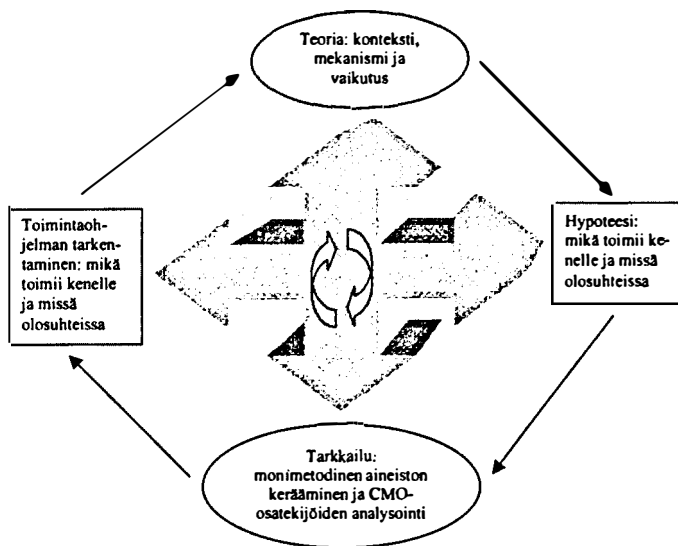 Teoria: konteksti,
mekanismi ja
vaikutus
Hypoteesi:
mikä toimii ke-
nelle ja missä
olosuhteissa
Tarkkailu:
monimetodinen aineiston
kerääminen ja CMO-
osatekijöiden analysointi
Toimintaoh-
jelman tarken-
taminen: mikä
toimii kenelle
ja missä
olosuhteissa